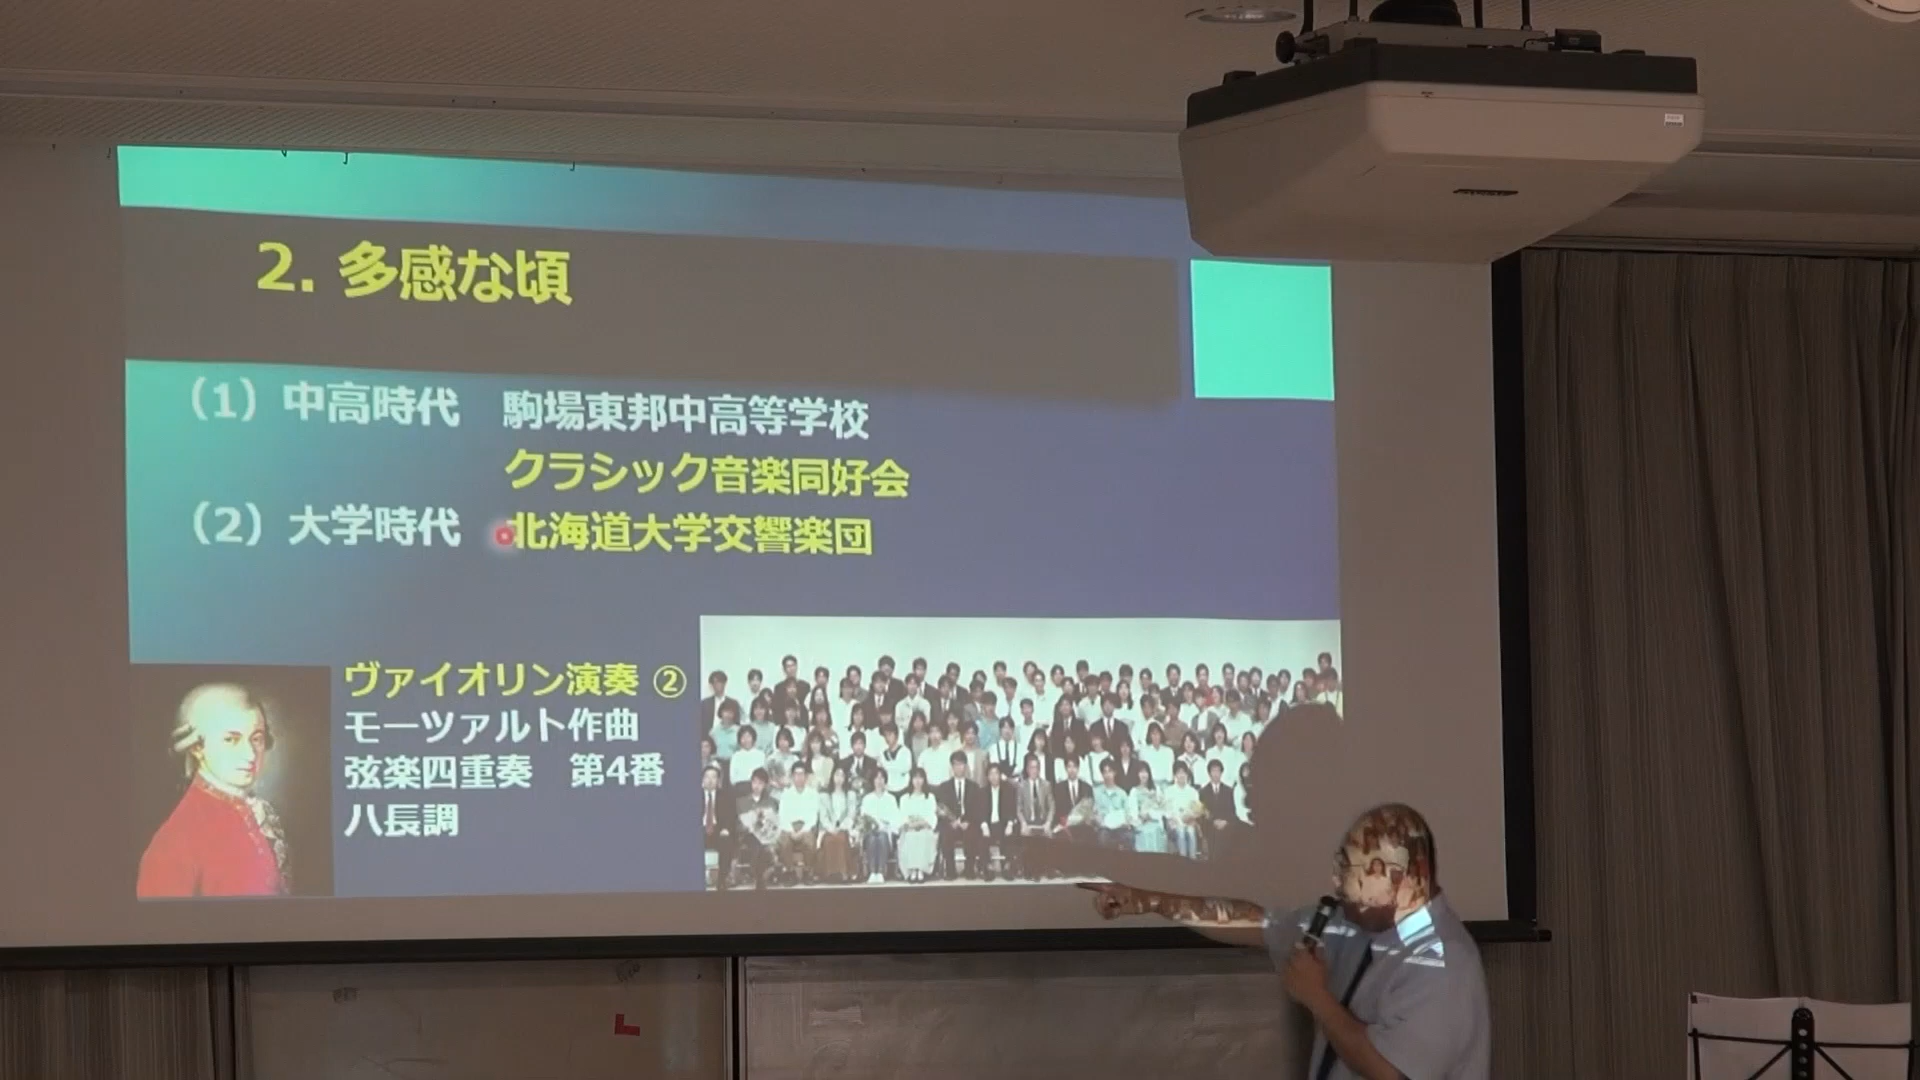 2. 多感な頃
（1）中高時代　駒場東邦中高等学校
クラシック音楽同好会
（2）大学時代　北海道大学交響楽団
ヴァイオリン演奏 ②
モーツァルト作曲
弦楽四重奏　第4番
ハ長調